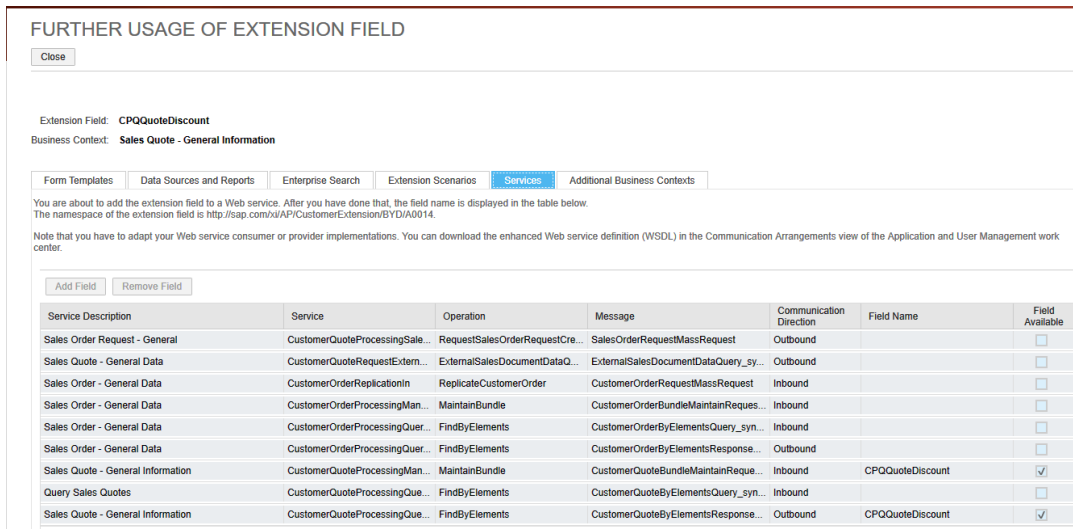 FURTHER USAGE OF EXTENSION FIELD
Close
Extension Field: CPQQuoteDiscount
Business Context: Sales Quote - General Information
Form Templates Data Sources and Reports Enterprise Search Extension Scenarios Services Additional Business Contexts
You are about to add the extension field to a Web service. After you have done that, the field name is displayed in the table below.
The namespace of the extension field is http://sap.com/xi/AP/CustomerExtension/BYD/A0014.
Note that you have to adapt your Web service consumer or provider implementations. You can download the enhanced Web service definition (WSDL) in the Communication Arrangements view of the Application and User Management work
center.
Add Field Remove Field
Service Description Service Operation Message Communication Direction Field Name Field Available
Sales Order Request - General CustomerQuoteProcessingSale... RequestSalesOrderRequestCre... SalesOrderRequestMassRequest Outbound
Sales Quote - General Data CustomerQuoteRequestExtern... ExternalSalesDocumentDataQ... ExternalSalesDocumentDataQuery_sy... Outbound
Sales Order - General Data CustomerOrderReplicationIn ReplicateCustomerOrder CustomerOrderRequestMassRequest Inbound
Sales Order - General Data CustomerOrderProcessingMan... MaintainBundle CustomerOrderBundleMaintainReques... Inbound
Sales Order - General Data CustomerOrderProcessingQuer... FindByElements CustomerOrderByElementsQuery_syn... Inbound
Sales Order - General Data CustomerOrderProcessingQuer... FindByElements CustomerOrderByElementsResponse... Outbound
Sales Quote - General Information CustomerQuoteProcessingMan... MaintainBundle CustomerQuoteBundleMaintainReque... Inbound CPQQuoteDiscount
Query Sales Quotes CustomerQuoteProcessingQue... FindByElements CustomerQuoteByElementsQuery_syn... Inbound
Sales Quote - General Information CustomerQuoteProcessingQue... FindByElements CustomerQuoteByElementsResponse... Outbound CPQQuoteDiscount